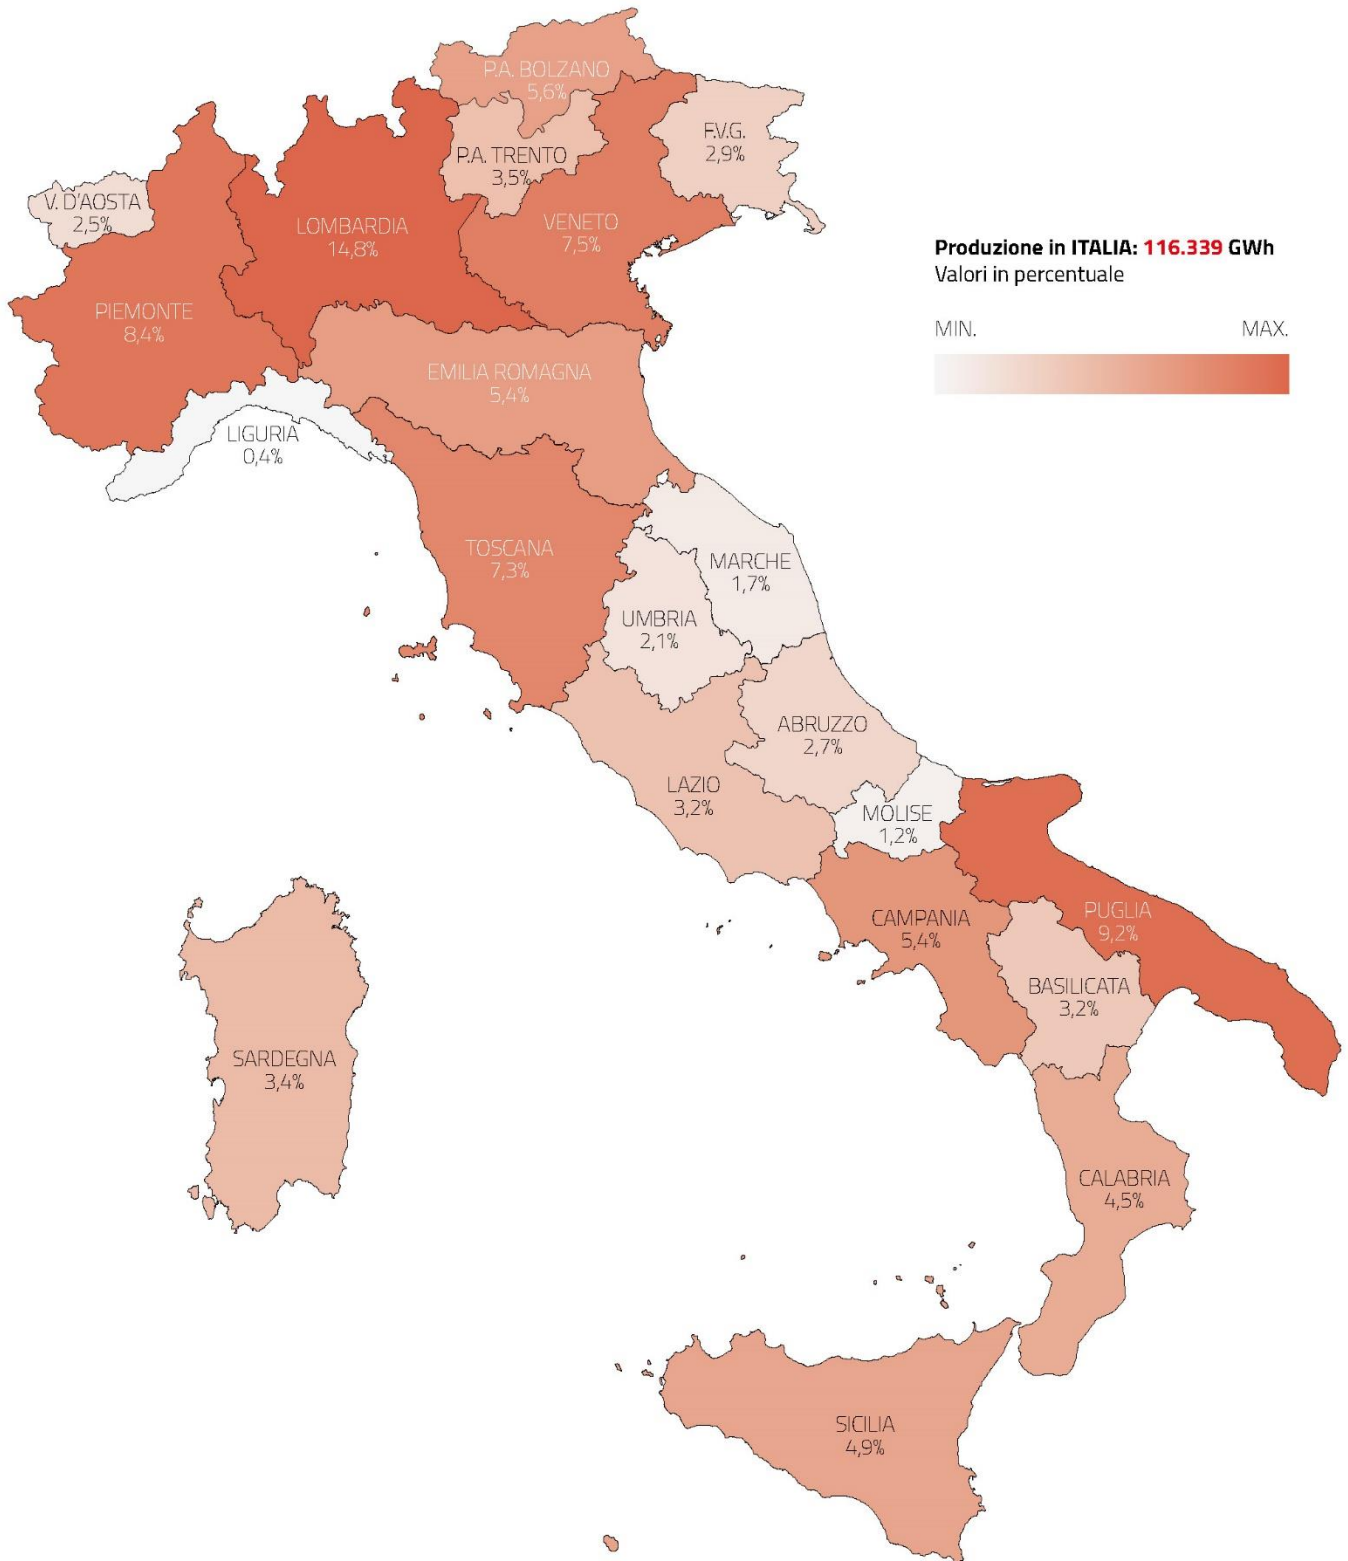 P.A. BOLZANO
5,6%
F.V.G.
2,9%
P.A. TRENTO
3,5%
V. D'AOSTA
2,5%
LOMBARDIA
14,8%
VENETO
7,5%
Produzione in ITALIA: 116.339 GWh
Valori in percentuale
MIN. MAX.
PIEMONTE
8,4%
EMILIA ROMAGNA
5,4%
LIGURIA
0,4%
TOSCANA
7,3%
MARCHE
1,7%
UMBRIA
2,1%
ABRUZZO
2,7%
LAZIO
3,2%
MOLISE
1,2%
CAMPANIA
5,4%
PUGLIA
9,2%
BASILICATA
3,2%
SARDEGNA
3,4%
CALABRIA
4,5%
SICILIA
4,9%